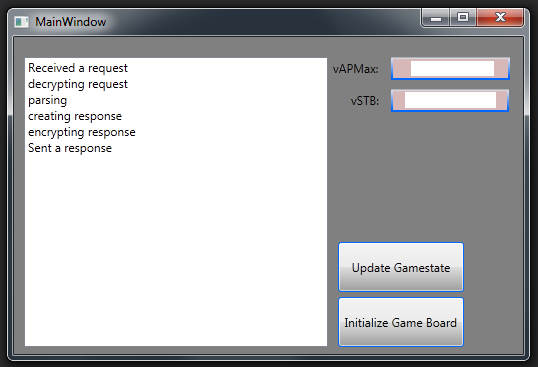 MainWindow
Received a request
decrypting request
parsing
creating response
encrypting response
Sent a response
vAPMax:
vSTB:
Update Gamestate
Initialize Game Board